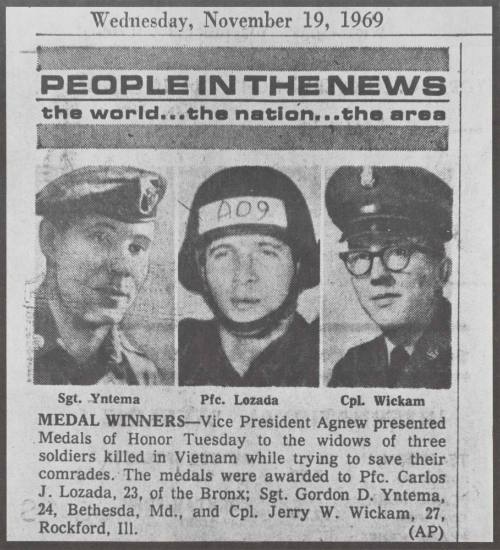 Wednesday, November 19, 1969
PEOPLE IN THE NEWS
the world...the nation...the area
A09
Sgt. Yntema Pfc. Lozada Cpl. Wickam
MEDAL WINNERS—Vice President Agnew presented
Medals of Honor Tuesday to the widows of three
soldiers killed in Vietnam while trying to save their
comrades. The medals were awarded to Pfc. Carlos
J. Lozada, 23, of the Bronx; Sgt. Gordon D. Yntema,
24, Bethesda, Md., and Cpl. Jerry W. Wickam, 27,
Rockford, Ill. (AP)